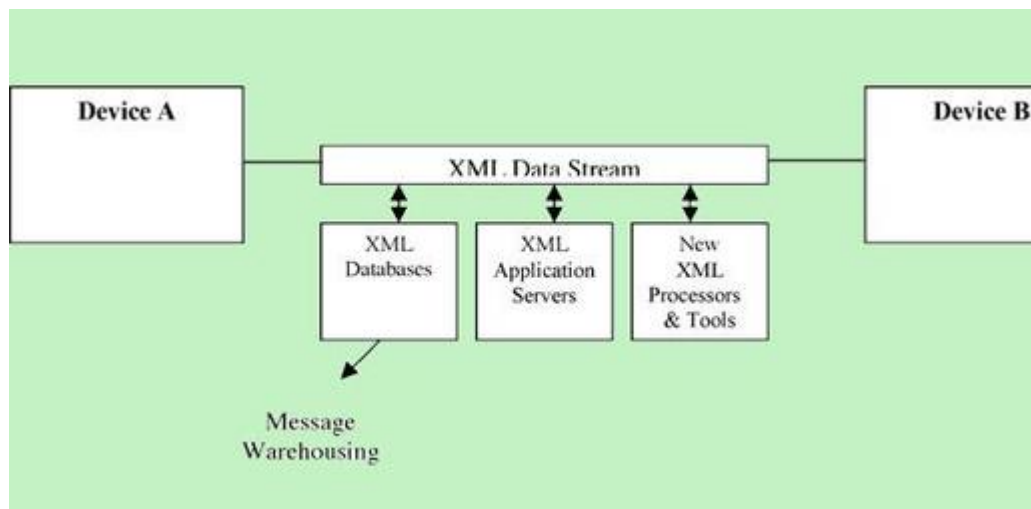 Device A
Device B
XML Data Stream
XML
Databases
XML
Application
Servers
New
XML
Processors
& Tools
Message
Warehousing